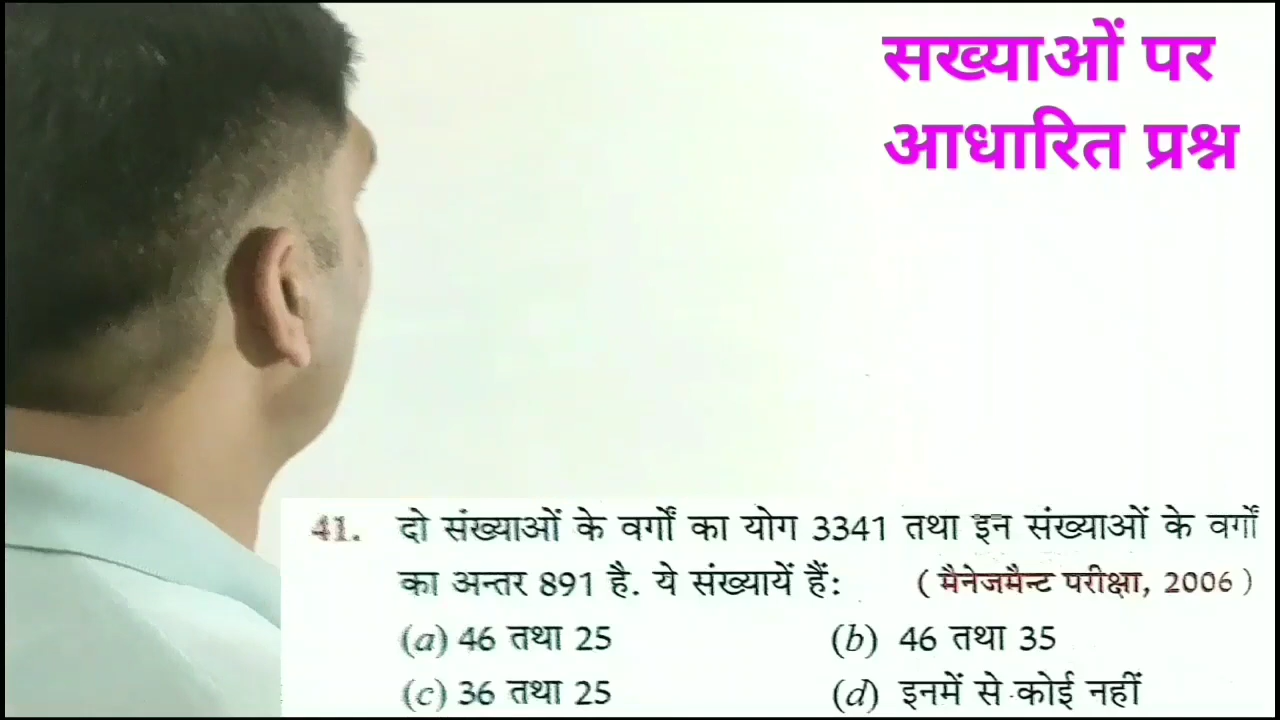 सख्याओं पर
आधारित प्रश्न
41. दो संख्याओं के वर्गों का योग 3341 तथा इन संख्याओं के वर्गों
का अन्तर 891 है. ये संख्यायें हैं: (मैनेजमैन्ट परीक्षा, 2006)
(a) 46 तथा 25 (b) 46 तथा 35
(c) 36 तथा 25 (d) इनमें से कोई नहीं